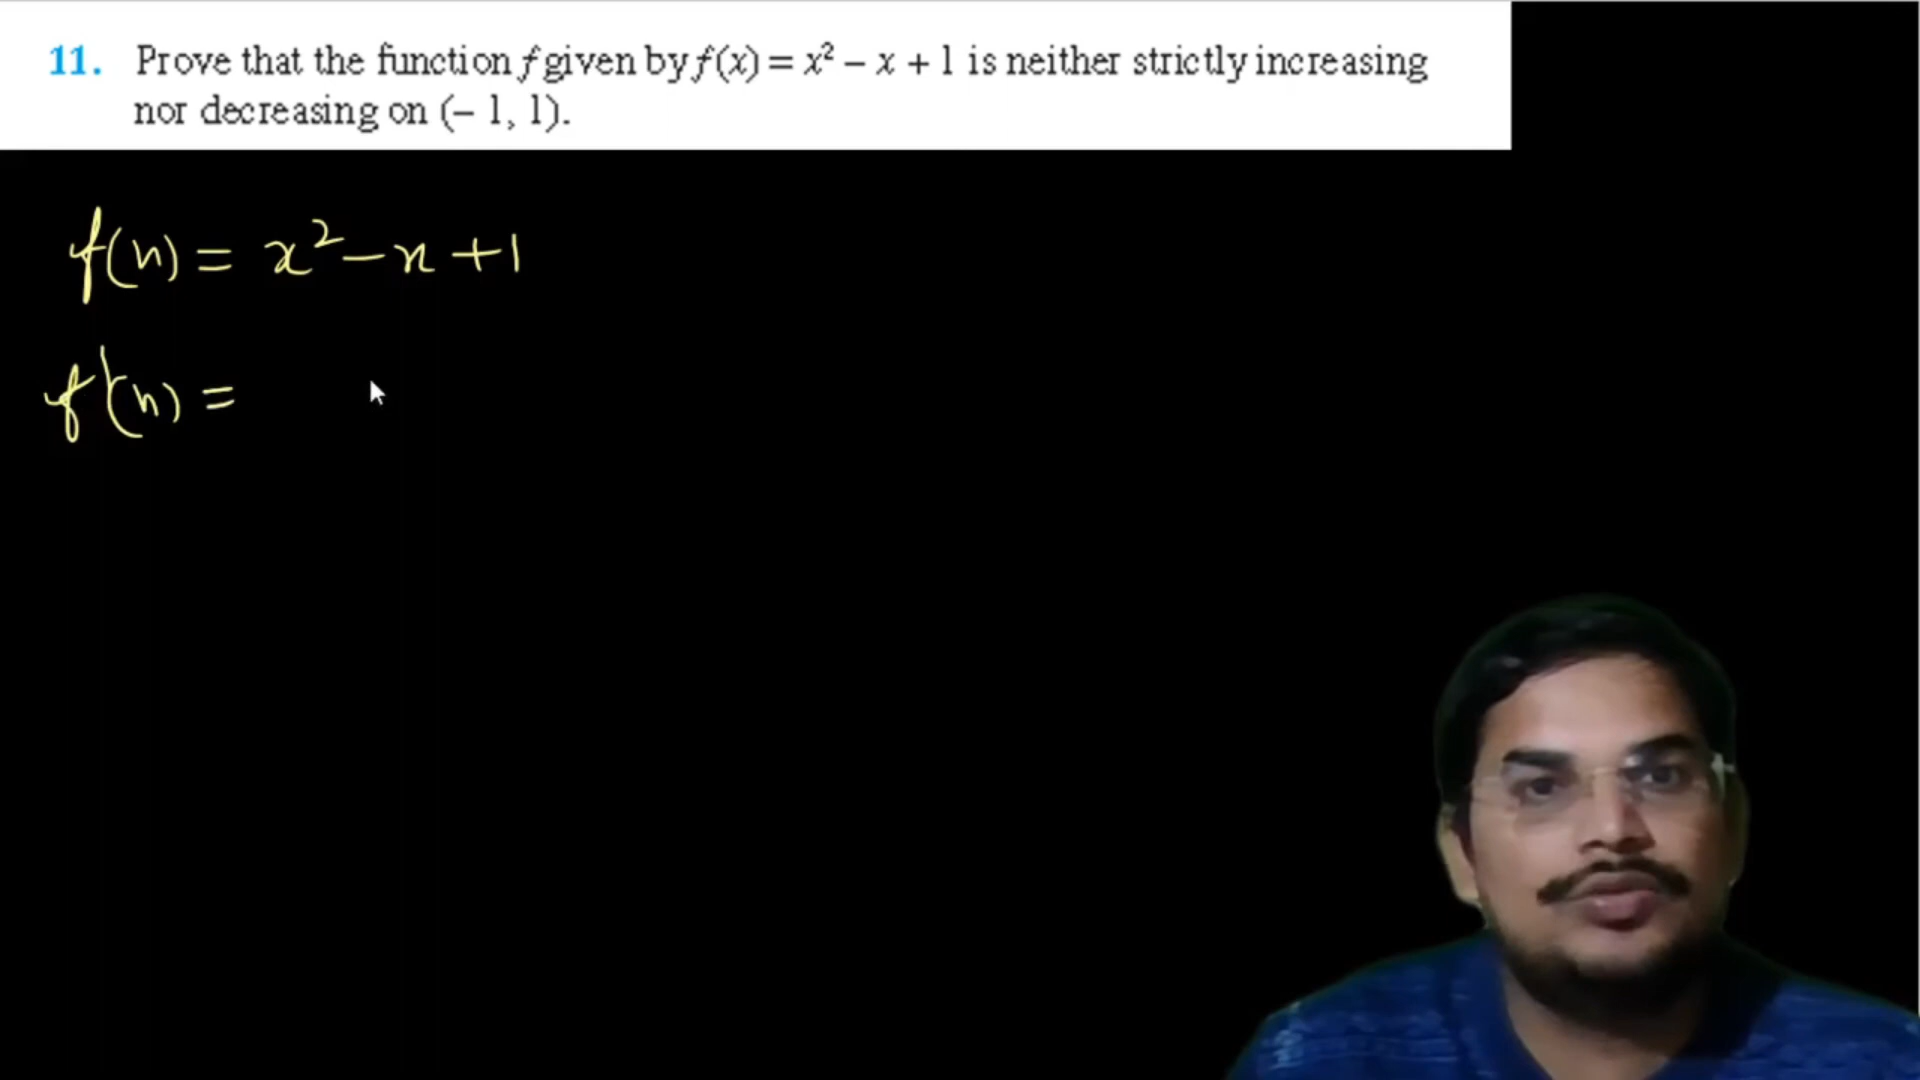 11. Prove that the function f given by f(x) = x² – x + 1 is neither strictly increasing
nor decreasing on (– 1, 1).
f(x) = x² – x + 1
f'(x) =